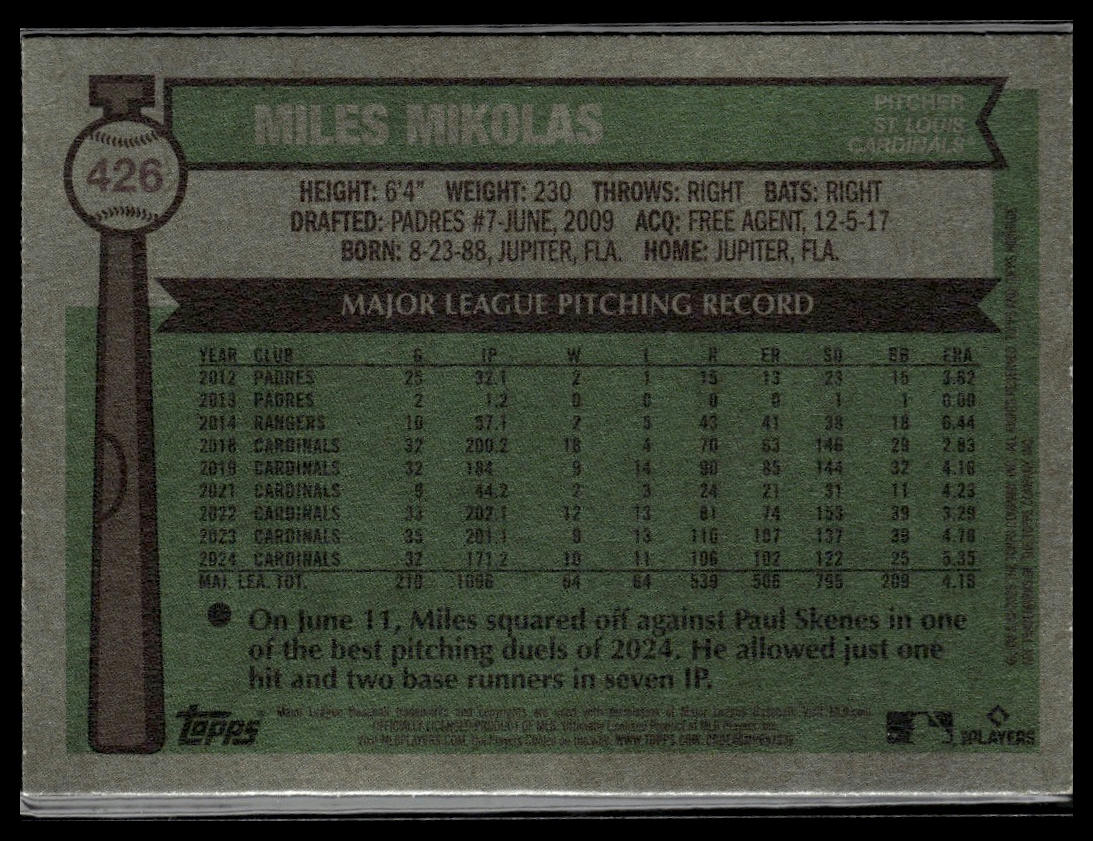 MILES MIKOLAS
PITCHER
ST. LOUIS
CARDINALS®
426
HEIGHT: 6'4" WEIGHT: 230 THROWS: RIGHT BATS: RIGHT
DRAFTED: PADRES #7-JUNE, 2009 ACQ: FREE AGENT, 12-5-17
BORN: 8-23-88, JUPITER, FLA. HOME: JUPITER, FLA.
MAJOR LEAGUE PITCHING RECORD
YEAR CLUB G IP W L R ER SO BB ERA
2012 PADRES 25 32.1 2 1 15 13 23 15 3.62
2013 PADRES 2 1.2 0 0 0 0 1 1 0.00
2014 RANGERS 10 57.1 2 5 43 41 38 18 6.44
2018 CARDINALS 32 200.2 18 4 70 63 146 29 2.83
2019 CARDINALS 32 184 9 14 90 85 144 32 4.16
2021 CARDINALS 9 44.2 2 3 24 21 31 11 4.23
2022 CARDINALS 33 202.1 12 13 81 74 153 39 3.29
2023 CARDINALS 35 201.1 9 13 116 107 137 39 4.78
2024 CARDINALS 32 171.2 10 11 106 102 122 25 5.35
MAJ. LEA. TOT. 210 1096 64 64 539 506 795 209 4.16
On June 11, Miles squared off against Paul Skenes in one
of the best pitching duels of 2024. He allowed just one
hit and two base runners in seven IP.
topps
PLAYERS